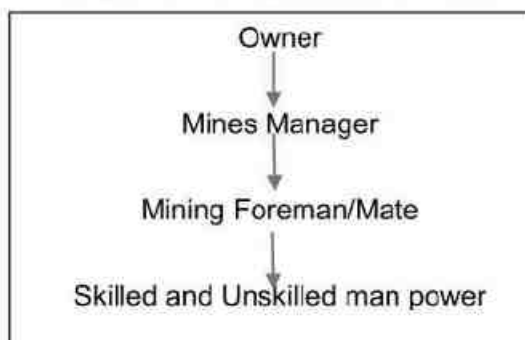 Owner
Mines Manager
Mining Foreman/Mate
Skilled and Unskilled man power